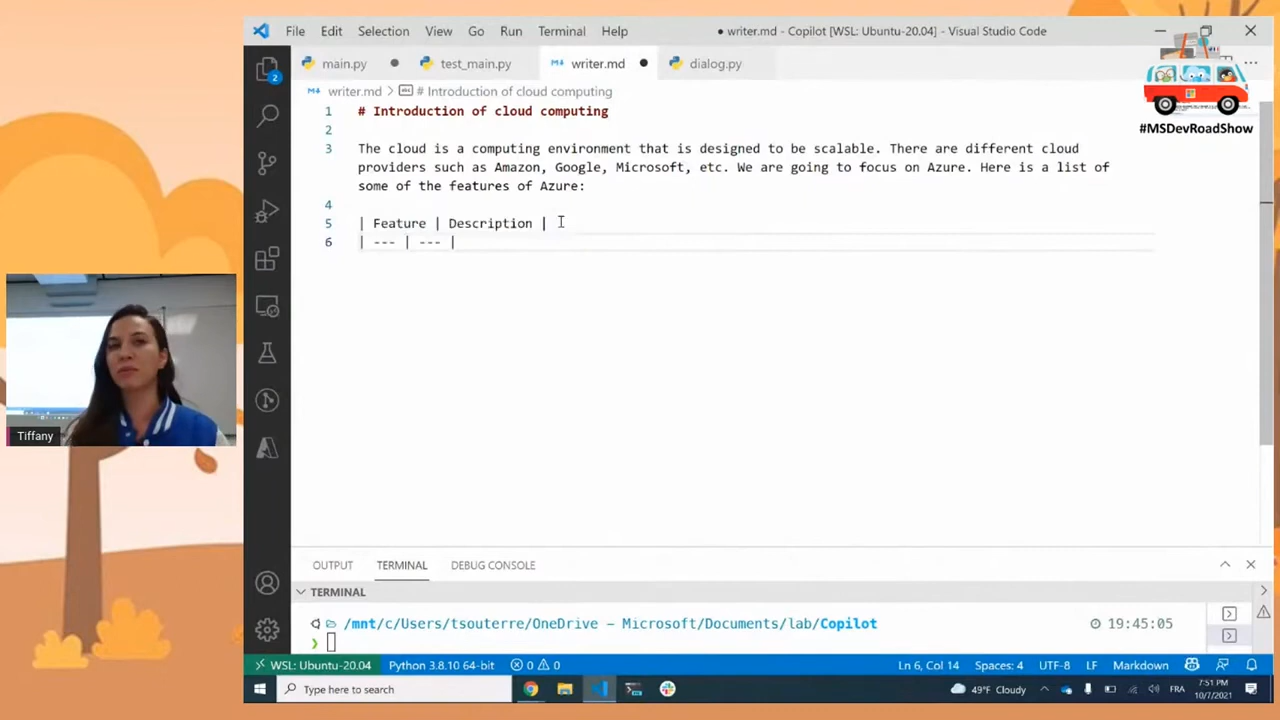 File Edit Selection View Go Run Terminal Help
writer.md - Copilot [WSL: Ubuntu-20.04] - Visual Studio Code
main.py
test_main.py
writer.md
dialog.py
writer.md > # Introduction of cloud computing
#MSDevRoadShow
1 # Introduction of cloud computing
2
3 The cloud is a computing environment that is designed to be scalable. There are different cloud
providers such as Amazon, Google, Microsoft, etc. We are going to focus on Azure. Here is a list of
some of the features of Azure:
4
5 | Feature | Description |
6 | --- | --- |
2
Tiffany
OUTPUT TERMINAL DEBUG CONSOLE
TERMINAL
/mnt/c/Users/tsouterre/OneDrive - Microsoft/Documents/lab/Copilot
19:45:05
WSL: Ubuntu-20.04 Python 3.8.10 64-bit 0 0 Ln 6, Col 14 Spaces: 4 UTF-8 LF Markdown
Type here to search
49°F Cloudy
FRA
7:51 PM
10/7/2021